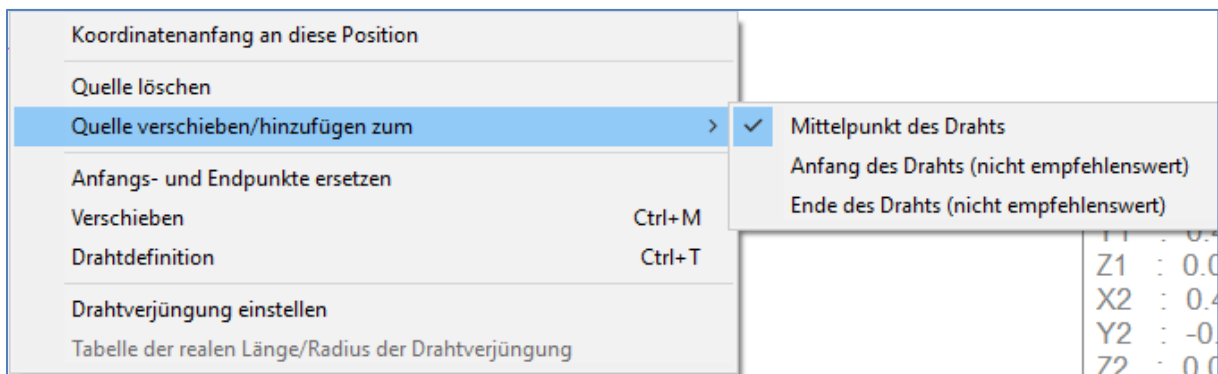 Koordinatenanfang an diese Position
Quelle löschen
Quelle verschieben/hinzufügen zum >
Anfangs- und Endpunkte ersetzen
Verschieben Ctrl+M
Drahtdefinition Ctrl+T
Drahtverjüngung einstellen
Tabelle der realen Länge/Radius der Drahtverjüngung
✓ Mittelpunkt des Drahts
Anfang des Drahts (nicht empfehlenswert)
Ende des Drahts (nicht empfehlenswert)
Z1 : 0.0
X2 : 0.4
Y2 : -0.